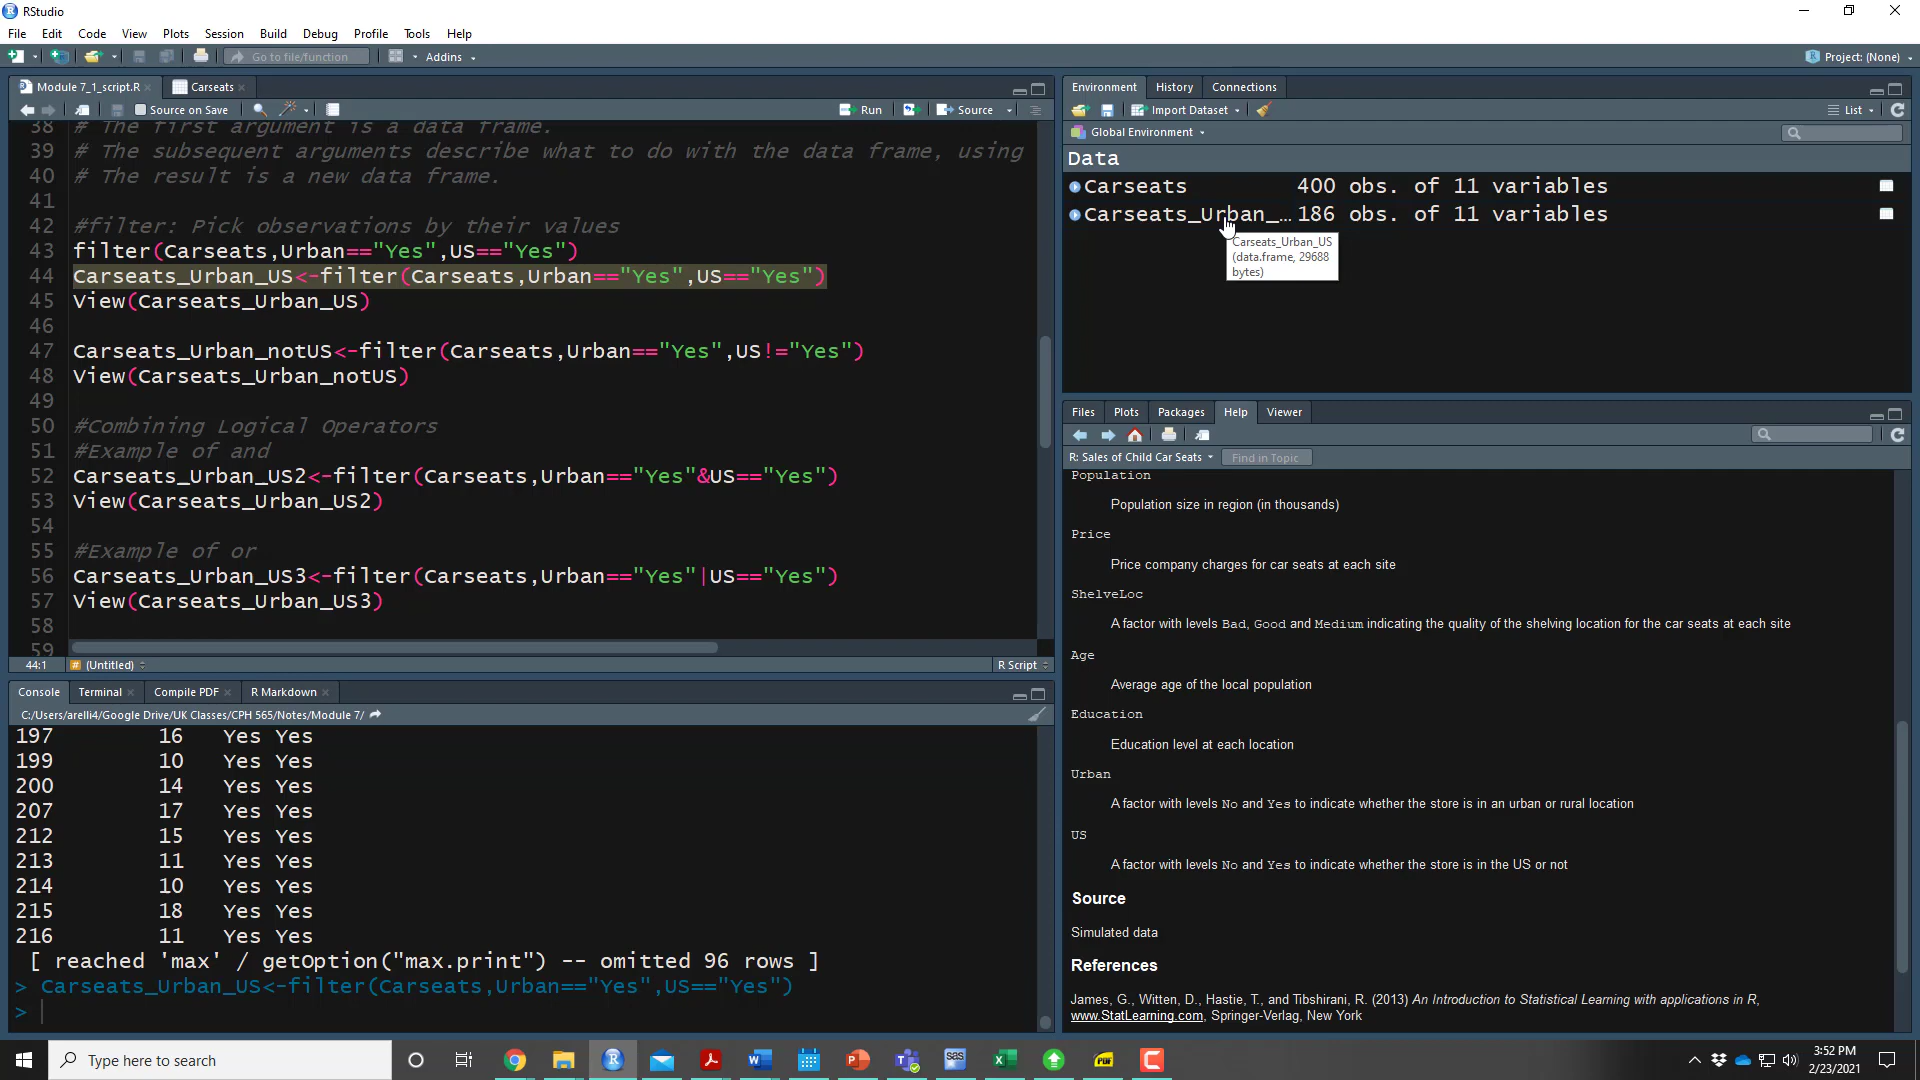 RStudio
File Edit Code View Plots Session Build Debug Profile Tools Help
Go to file/function Addins Project: (None)
Module 7_1_script.R Carseats
Source on Save Run Source
38 # The first argument is a data frame.
39 # The subsequent arguments describe what to do with the data frame, using
40 # The result is a new data frame.
41
42 #filter: Pick observations by their values
43 filter(Carseats,Urban=="Yes",US=="Yes")
44 Carseats_Urban_US<-filter(Carseats,Urban=="Yes",US=="Yes")
45 View(Carseats_Urban_US)
46
47 Carseats_Urban_notUS<-filter(Carseats,Urban=="Yes",US!="Yes")
48 View(Carseats_Urban_notUS)
49
50 #Combining Logical Operators
51 #Example of and
52 Carseats_Urban_US2<-filter(Carseats,Urban=="Yes"&US=="Yes")
53 View(Carseats_Urban_US2)
54
55 #Example of or
56 Carseats_Urban_US3<-filter(Carseats,Urban=="Yes"|US=="Yes")
57 View(Carseats_Urban_US3)
58
59
44:1 (Untitled) R Script
Console Terminal Compile PDF R Markdown
C:/Users/arelli4/Google Drive/UK Classes/CPH 565/Notes/Module 7/
197 16 Yes Yes
199 10 Yes Yes
200 14 Yes Yes
207 17 Yes Yes
212 15 Yes Yes
213 11 Yes Yes
214 10 Yes Yes
215 18 Yes Yes
216 11 Yes Yes
[ reached 'max' / getOption("max.print") -- omitted 96 rows ]
> Carseats_Urban_US<-filter(Carseats,Urban=="Yes",US=="Yes")
>
Environment History Connections
Import Dataset List
Global Environment
Data
Carseats 400 obs. of 11 variables
Carseats_Urban_… 186 obs. of 11 variables
Carseats_Urban_US
(data.frame, 29688
bytes)
Files Plots Packages Help Viewer
R: Sales of Child Car Seats Find in Topic
Population
Population size in region (in thousands)
Price
Price company charges for car seats at each site
ShelveLoc
A factor with levels Bad, Good and Medium indicating the quality of the shelving location for the car seats at each site
Age
Average age of the local population
Education
Education level at each location
Urban
A factor with levels No and Yes to indicate whether the store is in an urban or rural location
US
A factor with levels No and Yes to indicate whether the store is in the US or not
Source
Simulated data
References
James, G., Witten, D., Hastie, T., and Tibshirani, R. (2013) An Introduction to Statistical Learning with applications in R,
www.StatLearning.com, Springer-Verlag, New York
Type here to search
3:52 PM
2/23/2021